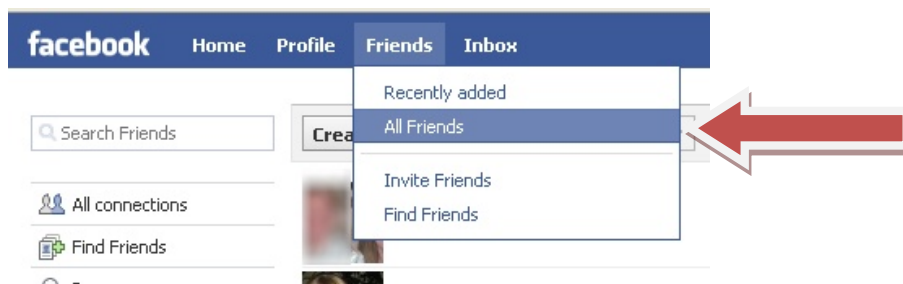 facebook Home Profile Friends Inbox
Recently added
All Friends
Invite Friends
Find Friends
Search Friends
Crea
All connections
Find Friends